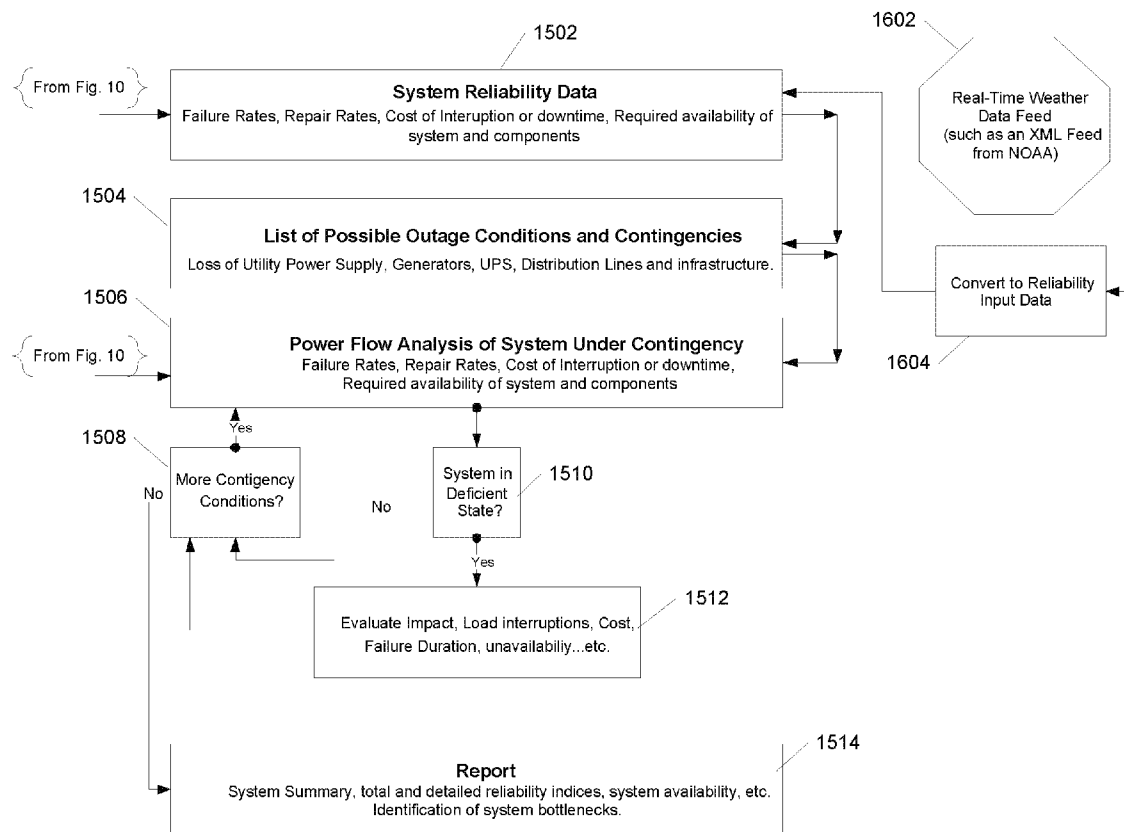 1502
1602
From Fig. 10
System Reliability Data
Failure Rates, Repair Rates, Cost of Interuption or downtime, Required availability of
system and components
Real-Time Weather
Data Feed
(such as an XML Feed
from NOAA)
1504
List of Possible Outage Conditions and Contingencies
Loss of Utility Power Supply, Generators, UPS, Distribution Lines and infrastructure.
Convert to Reliability
Input Data
1604
1506
From Fig. 10
Power Flow Analysis of System Under Contingency
Failure Rates, Repair Rates, Cost of Interruption or downtime,
Required availability of system and components
Yes
1508
More Contigency
Conditions?
No
No
System in
Deficient
State?
1510
Yes
1512
Evaluate Impact, Load interruptions, Cost,
Failure Duration, unavailabiliy...etc.
1514
Report
System Summary, total and detailed reliability indices, system availability, etc.
Identification of system bottlenecks.